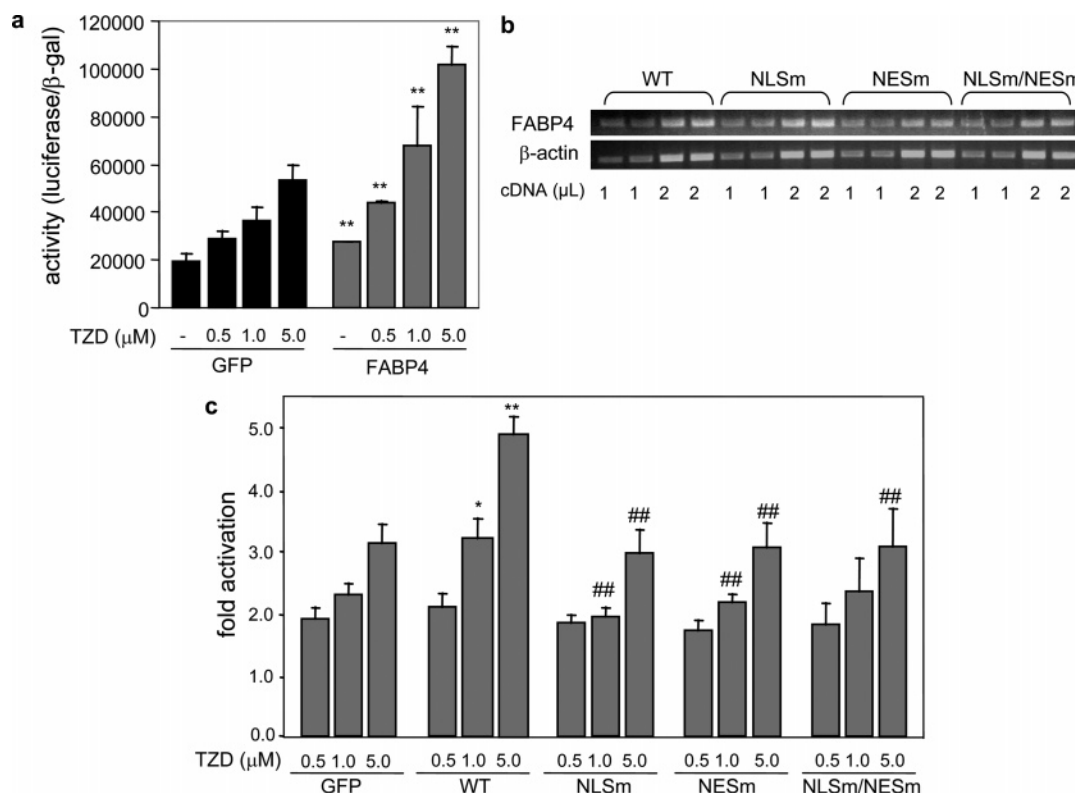 a
120000
100000
80000
60000
40000
20000
0
activity (luciferase/β-gal)
** ** ** **
TZD (μM) - 0.5 1.0 5.0 - 0.5 1.0 5.0
GFP FABP4
b
WT NLSm NESm NLSm/NESm
FABP4
β-actin
cDNA (μL) 1 1 2 2 1 1 2 2 1 1 2 2 1 1 2 2
c
5.0
4.0
3.0
2.0
1.0
0.0
fold activation
* ** ## ## ## ## ##
TZD (μM) 0.5 1.0 5.0 0.5 1.0 5.0 0.5 1.0 5.0 0.5 1.0 5.0 0.5 1.0 5.0
GFP WT NLSm NESm NLSm/NESm